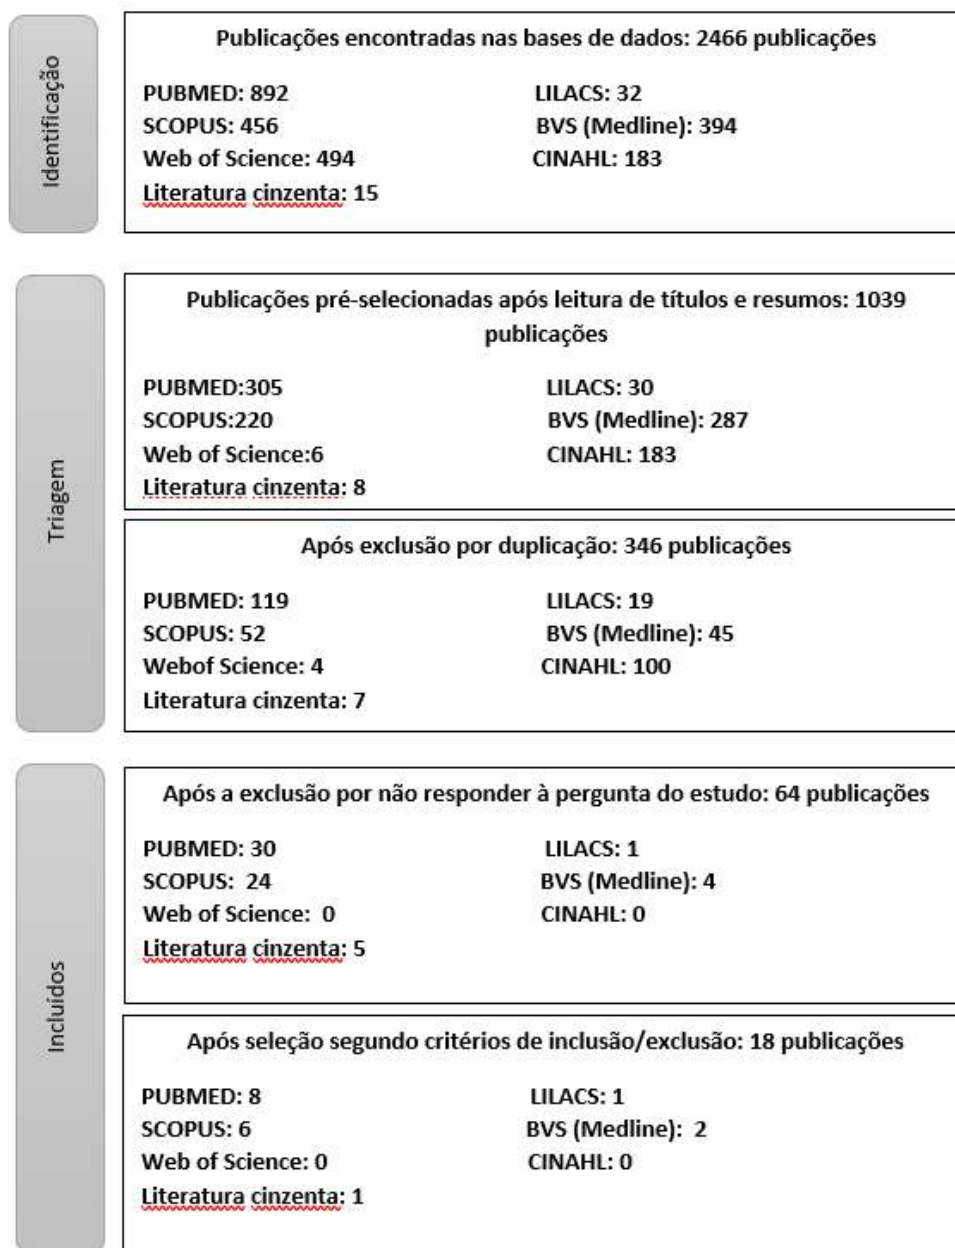 Identificação
Publicações encontradas nas bases de dados: 2466 publicações
PUBMED: 892 LILACS: 32
SCOPUS: 456 BVS (Medline): 394
Web of Science: 494 CINAHL: 183
Literatura cinzenta: 15
Triagem
Publicações pré-selecionadas após leitura de títulos e resumos: 1039
publicações
PUBMED:305 LILACS: 30
SCOPUS:220 BVS (Medline): 287
Web of Science:6 CINAHL: 183
Literatura cinzenta: 8
Após exclusão por duplicação: 346 publicações
PUBMED: 119 LILACS: 19
SCOPUS: 52 BVS (Medline): 45
Webof Science: 4 CINAHL: 100
Literatura cinzenta: 7
Incluídos
Após a exclusão por não responder à pergunta do estudo: 64 publicações
PUBMED: 30 LILACS: 1
SCOPUS: 24 BVS (Medline): 4
Web of Science: 0 CINAHL: 0
Literatura cinzenta: 5
Após seleção segundo critérios de inclusão/exclusão: 18 publicações
PUBMED: 8 LILACS: 1
SCOPUS: 6 BVS (Medline): 2
Web of Science: 0 CINAHL: 0
Literatura cinzenta: 1